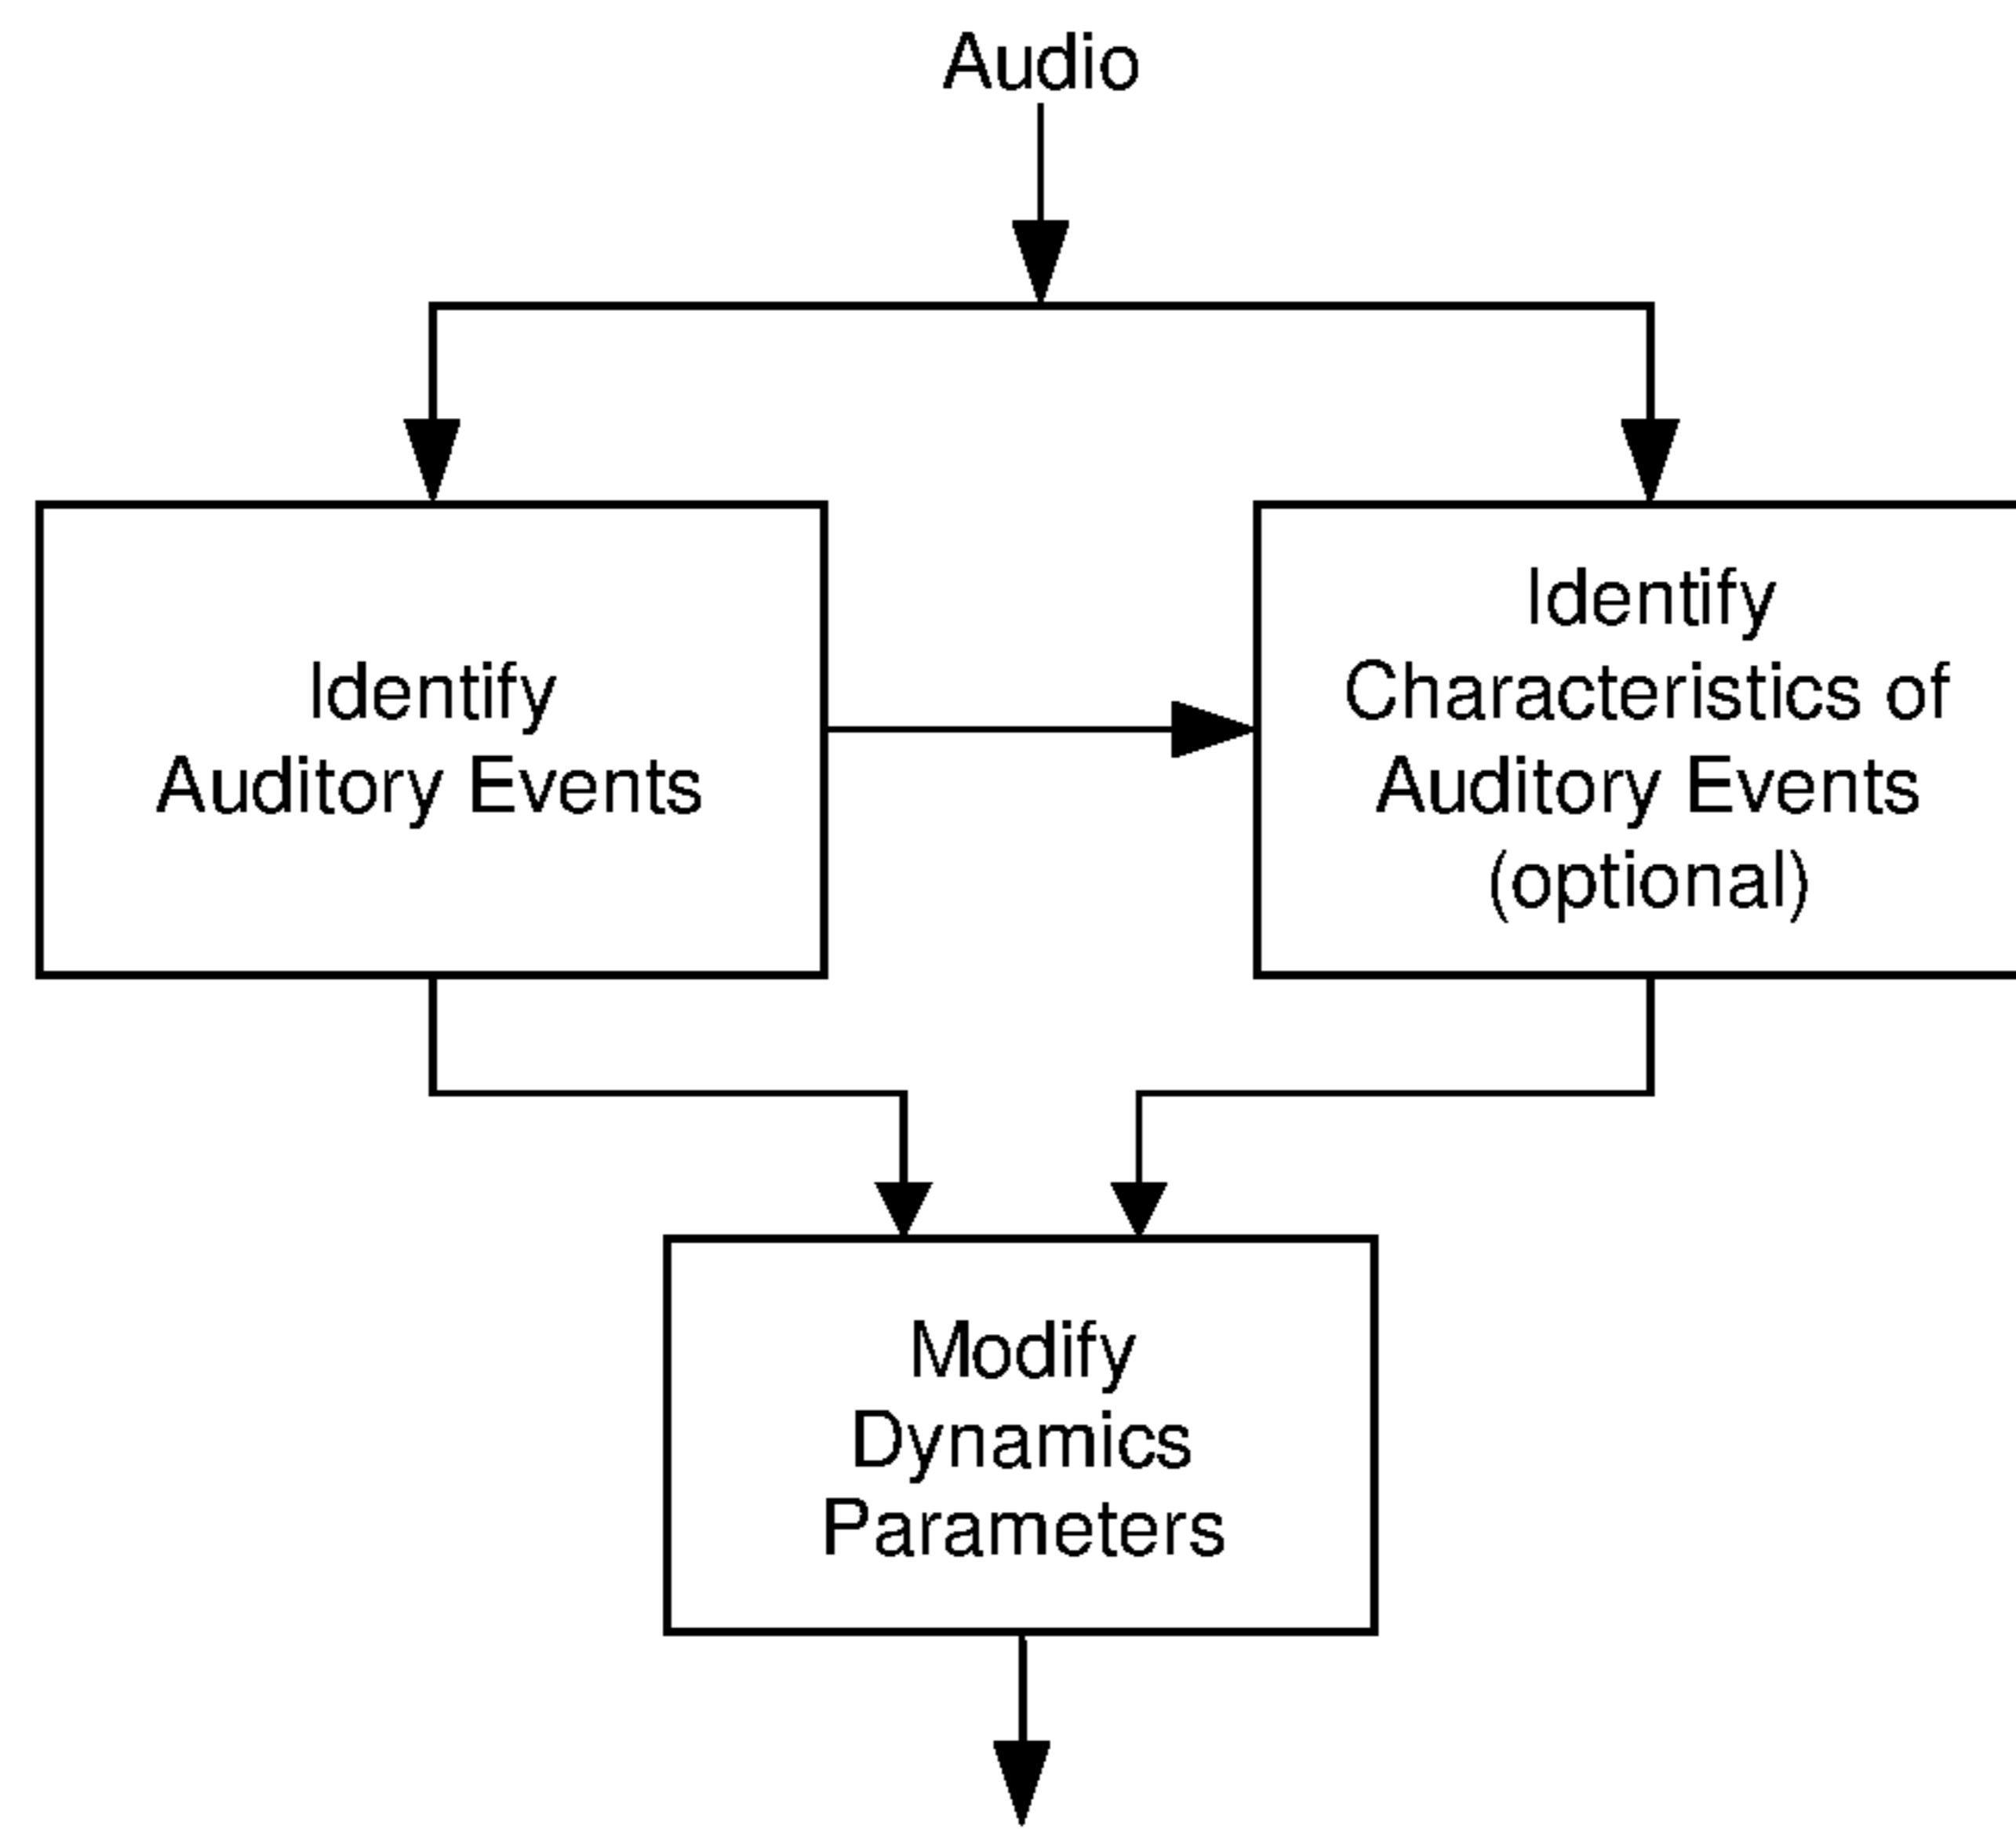 Audio
Identify
Auditory Events
Identify
Characteristics of
Auditory Events
(optional)
Modify
Dynamics
Parameters